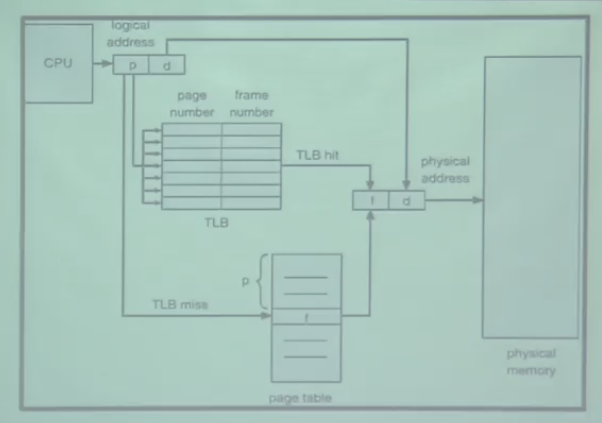 logical
address
CPU
p d
page frame
number number
TLB hit
physical
address
f d
TLB
p
TLB miss
f
physical
memory
page table